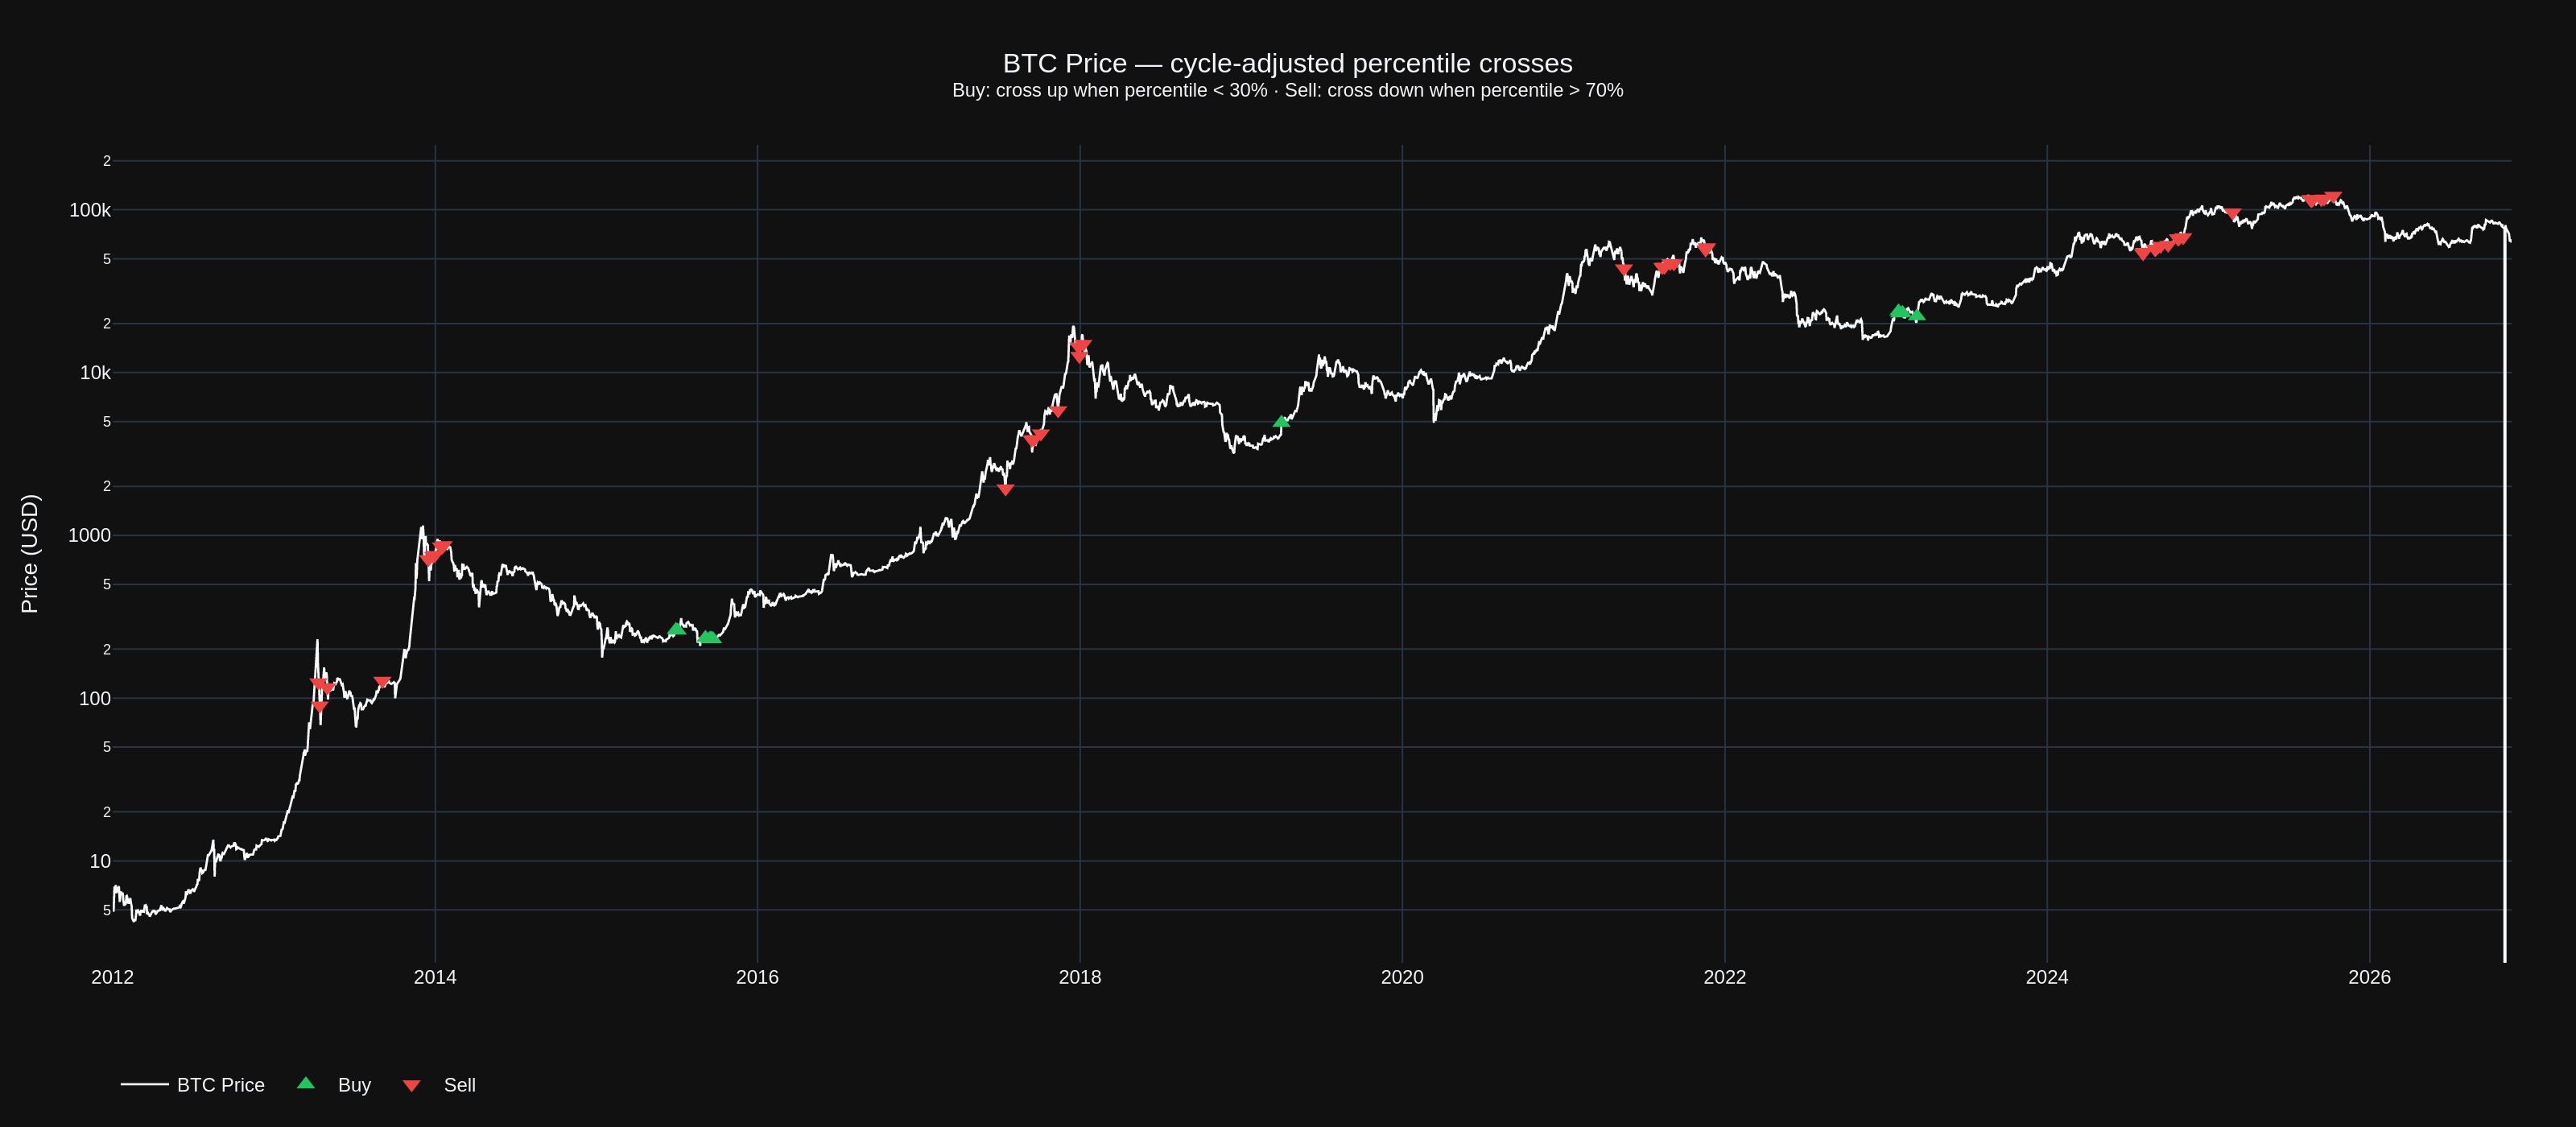 BTC Price — cycle-adjusted percentile crosses
Buy: cross up when percentile < 30% · Sell: cross down when percentile > 70%
Price (USD)
2
100k
5
2
10k
5
2
1000
5
2
100
5
2
10
5
2012 2014 2016 2018 2020 2022 2024 2026
BTC Price Buy Sell